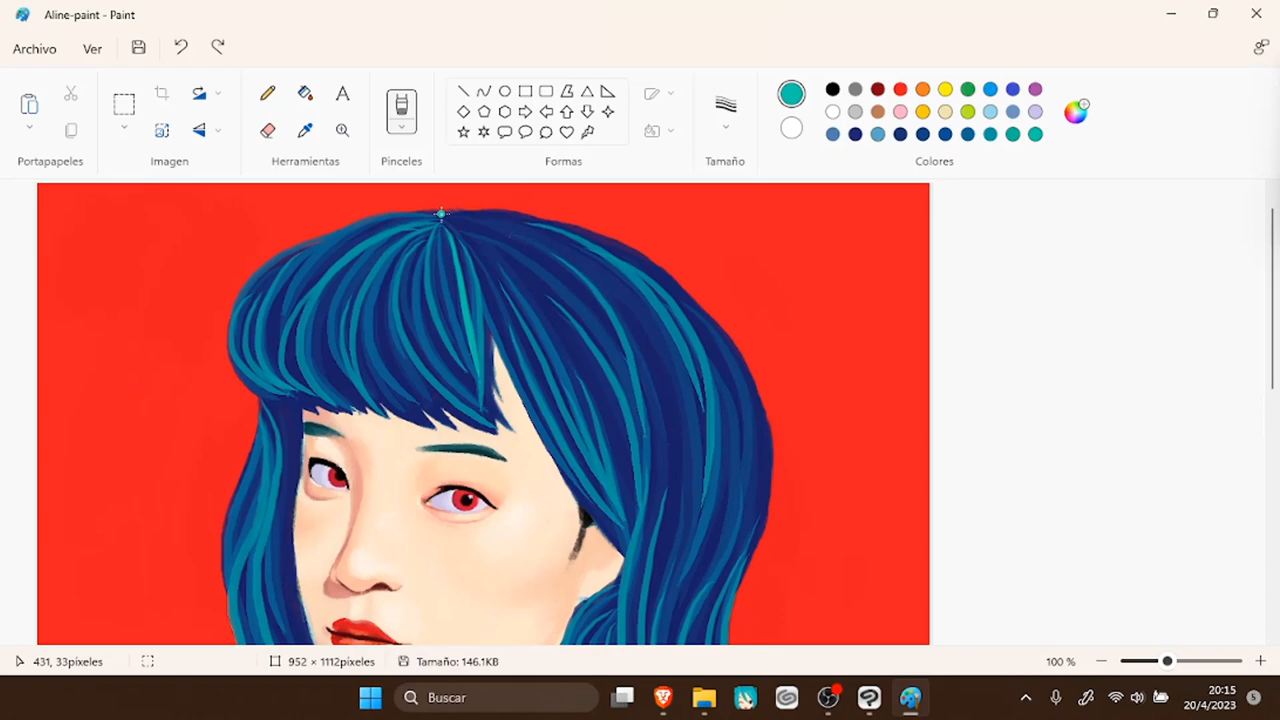 Aline-paint - Paint
Archivo Ver
A
Portapapeles Imagen Herramientas Pinceles Formas Tamaño Colores
431, 33píxeles 952 × 1112píxeles Tamaño: 146.1KB 100 %
Buscar
20:15
20/4/2023
5